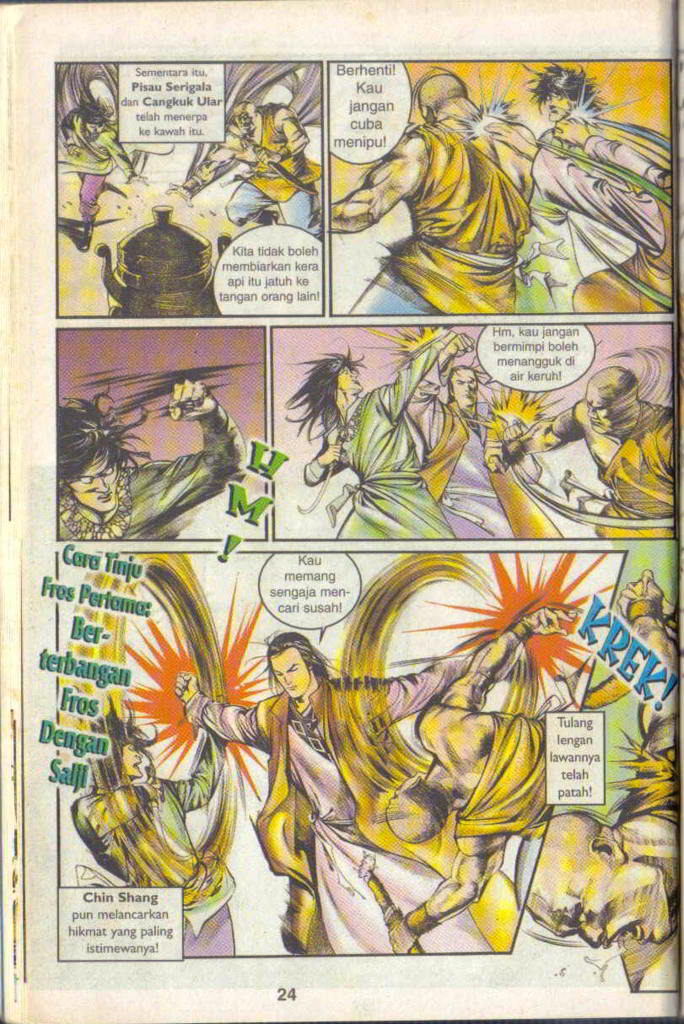 Sementara itu,
Pisau Serigala
dan Cangkuk Ular
telah menerpa
ke kawah itu.
Kita tidak boleh
membiarkan kera
api itu jatuh ke
tangan orang lain!
Berhenti!
Kau
jangan
cuba
menipu!
HM!
Hm, kau jangan
bermimpi boleh
menangguk di
air keruh!
Cara Tinju
Fros Pertama:
Ber-
terbangan
Fros
Dengan
Salji
Kau
memang
sengaja men-
cari susah!
KREK!
Tulang
lengan
lawannya
telah
patah!
Chin Shang
pun melancarkan
hikmat yang paling
istimewanya!
24